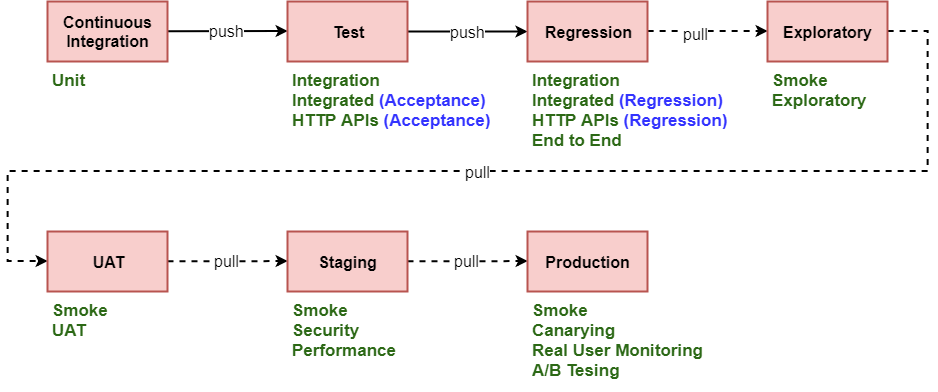 Continuous
Integration
push
Test
push
Regression
pull
Exploratory
Unit
Integration
Integrated (Acceptance)
HTTP APIs (Acceptance)
Integration
Integrated (Regression)
HTTP APIs (Regression)
End to End
Smoke
Exploratory
pull
UAT
pull
Staging
pull
Production
Smoke
UAT
Smoke
Security
Performance
Smoke
Canarying
Real User Monitoring
A/B Tesing